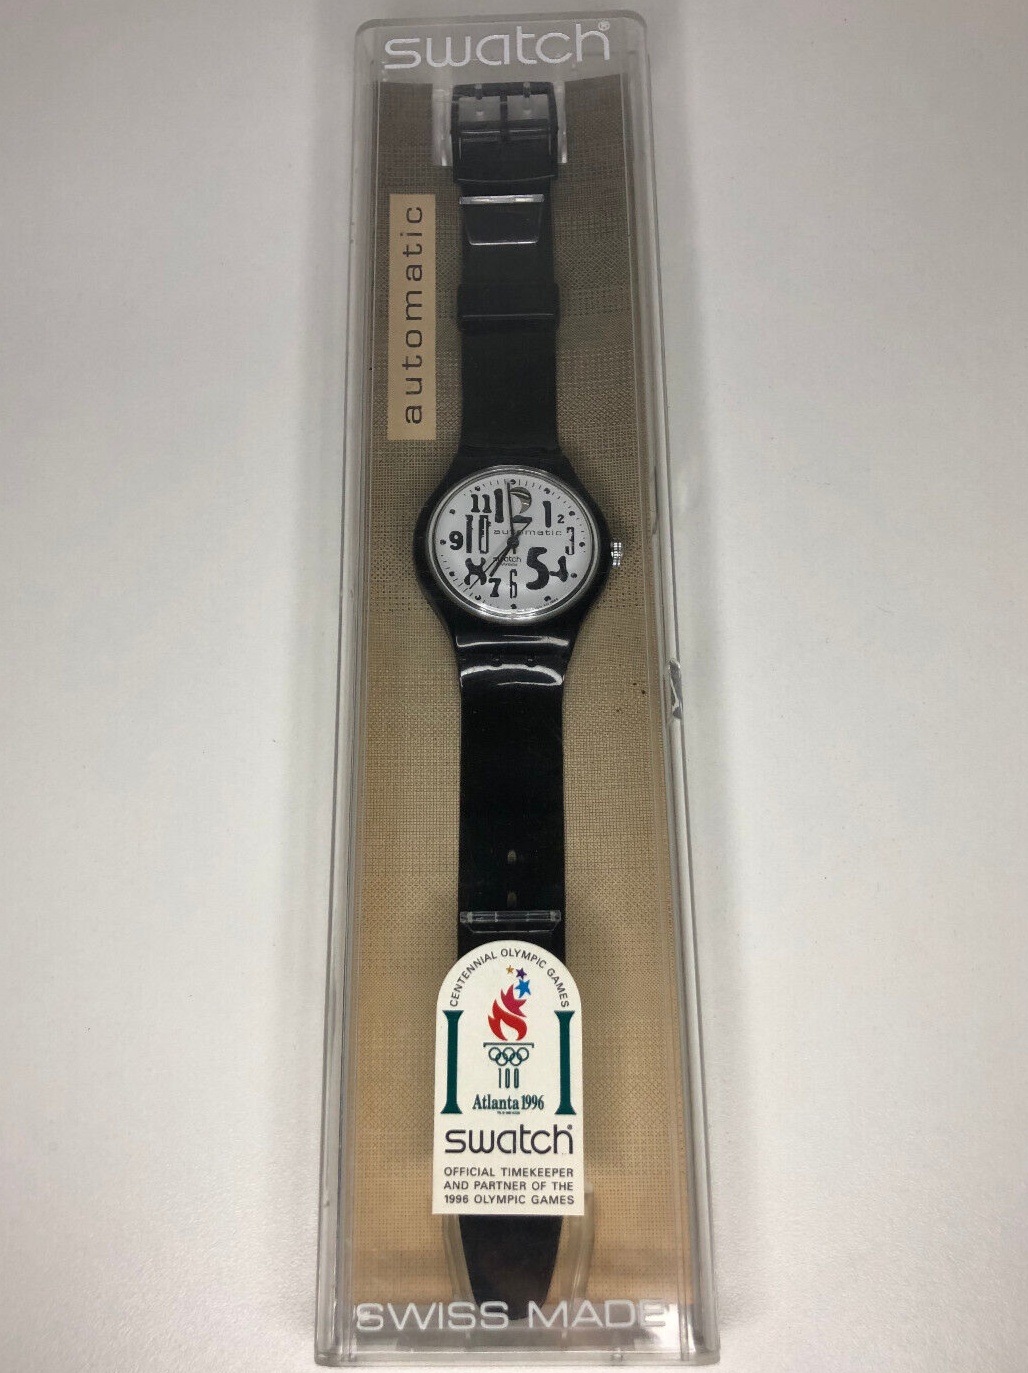 swatch®
automatic
11 12 1
10 2
automatic
9 3
swatch
8 5 4
7 6
CENTENNIAL OLYMPIC GAMES
100
Atlanta 1996
swatch
OFFICIAL TIMEKEEPER
AND PARTNER OF THE
1996 OLYMPIC GAMES
SWISS MADE